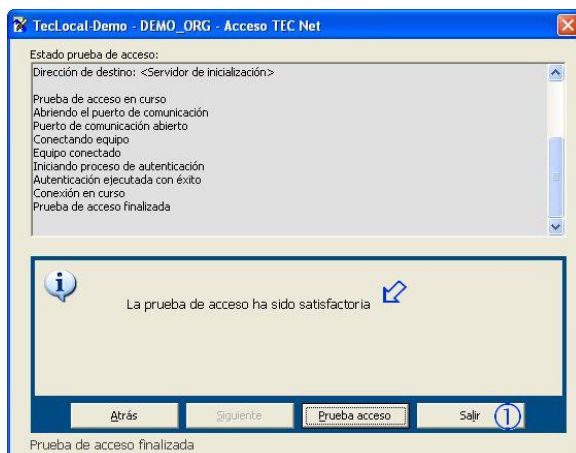 TecLocal-Demo - DEMO_ORG - Acceso TEC Net
Estado prueba de acceso:
Dirección de destino: <Servidor de inicialización>
Prueba de acceso en curso
Abriendo el puerto de comunicación
Puerto de comunicación abierto
Conectando equipo
Equipo conectado
Iniciando proceso de autenticación
Autenticación ejecutada con éxito
Conexión en curso
Prueba de acceso finalizada
La prueba de acceso ha sido satisfactoria
Atrás Siguiente Prueba acceso Salir 1
Prueba de acceso finalizada